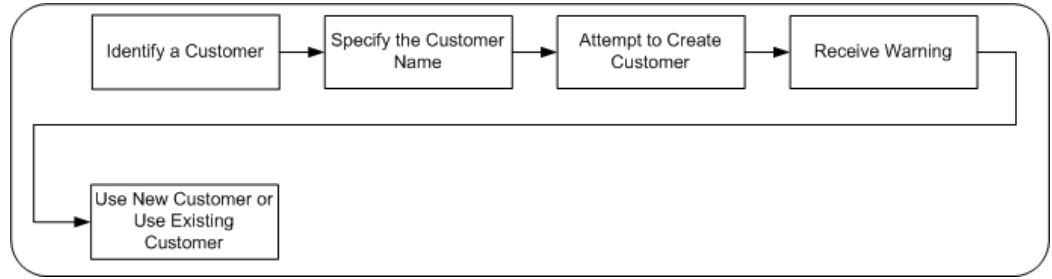 Identify a Customer
Specify the Customer
Name
Attempt to Create
Customer
Receive Warning
Use New Customer or
Use Existing
Customer